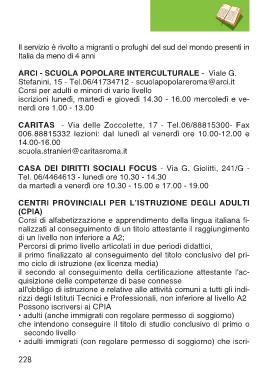 Il servizio è rivolto a migranti o profughi del sud del mondo presenti in
Italia da meno di 4 anni
ARCI - SCUOLA POPOLARE INTERCULTURALE - Viale G.
Stefanini, 15 - Tel.06/41734712 - scuolapopolareroma@arci.it
Corsi per adulti e minori di vario livello
iscrizioni lunedì, martedì e giovedì 14.30 - 16.00 mercoledì e ve-
nerdì ore 1.00 - 13.00
CARITAS - Via delle Zoccolette, 17 - Tel.06/88815300- Fax
006.88815332 lezioni: dal lunedì al venerdì ore 10.00-12.00 e
14.00-16.00
scuola.stranieri@caritasroma.it
CASA DEI DIRITTI SOCIALI FOCUS - Via G. Giolitti, 241/G -
Tel. 06/4464613 - lunedì ore 10.30 - 14.30
da martedì a venerdì ore 10.30 - 15.00 e 17.00 - 19.00
CENTRI PROVINCIALI PER L'ISTRUZIONE DEGLI ADULTI
(CPIA)
Corsi di alfabetizzazione e apprendimento della lingua italiana fi-
nalizzati al conseguimento di un titolo attestante il raggiungimento
di un livello non inferiore a A2;
Percorsi di primo livello articolati in due periodi didattici,
il primo finalizzato al conseguimento del titolo conclusivo del pri-
mo ciclo di istruzione (ex licenza media)
il secondo al conseguimento della certificazione attestante l'ac-
quisizione delle competenze di base connesse
all'obbligo di istruzione e relative alle attività comuni a tutti gli indi-
rizzi degli Istituti Tecnici e Professionali, non inferiore al livello A2
Possono iscriversi ai CPIA
• adulti (anche immigrati con regolare permesso di soggiorno)
che intendono conseguire il titolo di studio conclusivo di primo o
secondo livello
• adulti immigrati (con regolare permesso di soggiorno) che iscri-
228